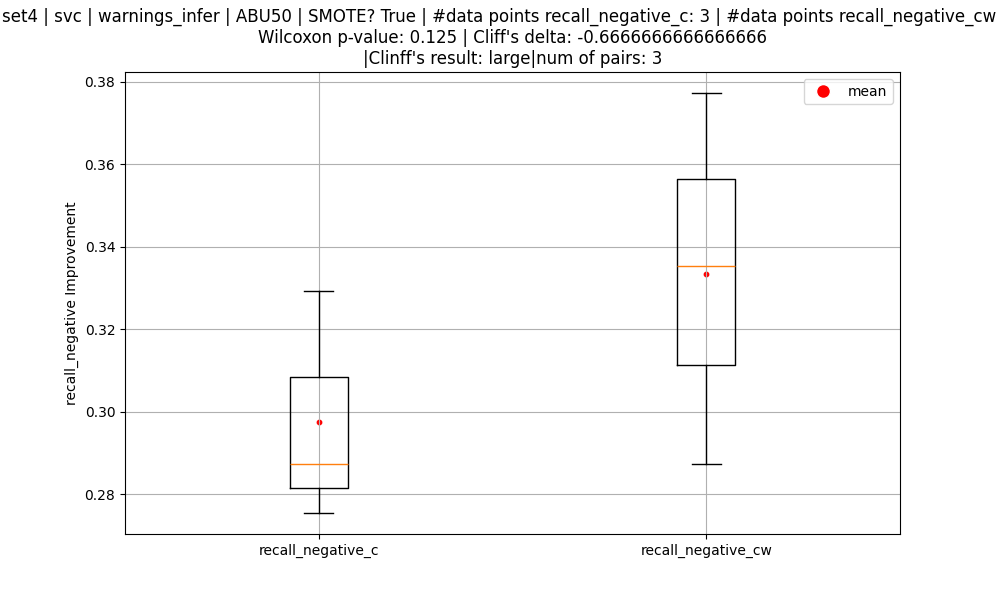 set4 | svc | warnings_infer | ABU50 | SMOTE? True | #data points recall_negative_c: 3 | #data points recall_negative_cw
Wilcoxon p-value: 0.125 | Cliff's delta: -0.6666666666666666
|Clinff's result: large|num of pairs: 3
mean
0.38
0.36
0.34
0.32
0.30
0.28
recall_negative Improvement
recall_negative_c
recall_negative_cw